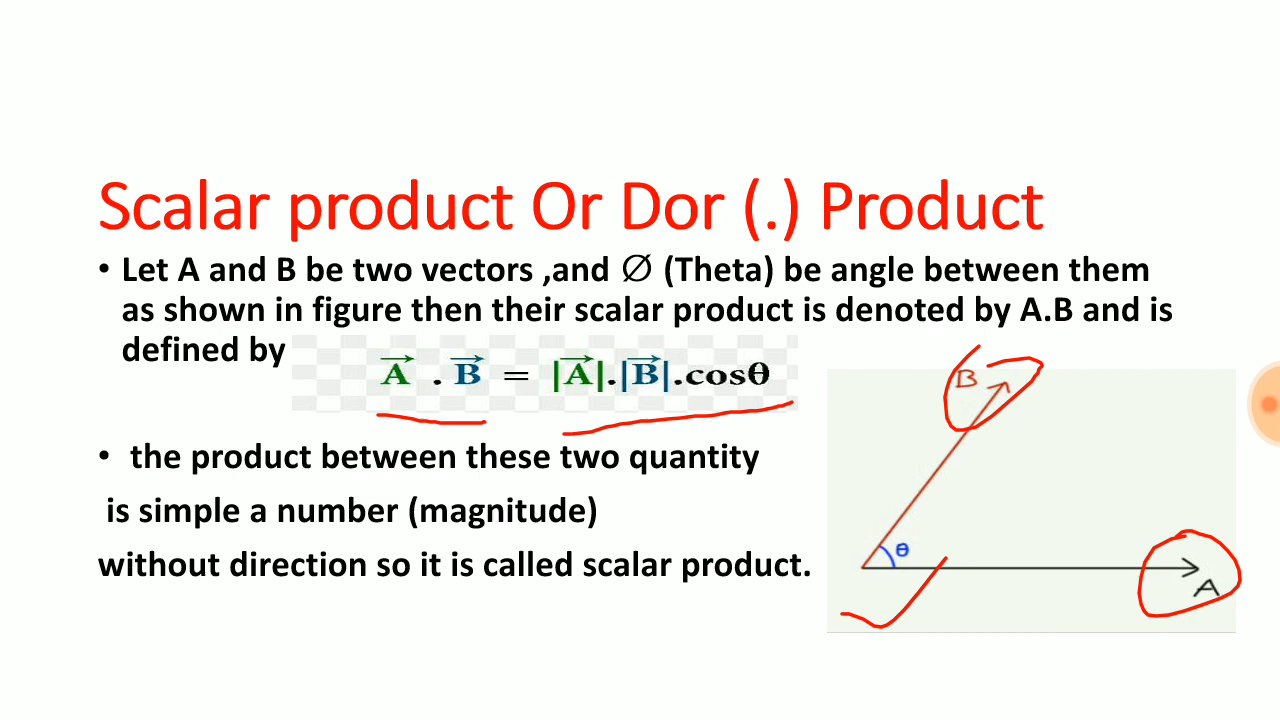 Scalar product Or Dor (.) Product
• Let A and B be two vectors ,and ∅ (Theta) be angle between them
as shown in figure then their scalar product is denoted by A.B and is
defined by
A⃗ . B⃗ = |A⃗|.|B⃗|.cosθ
B
• the product between these two quantity
is simple a number (magnitude)
without direction so it is called scalar product.
θ
A